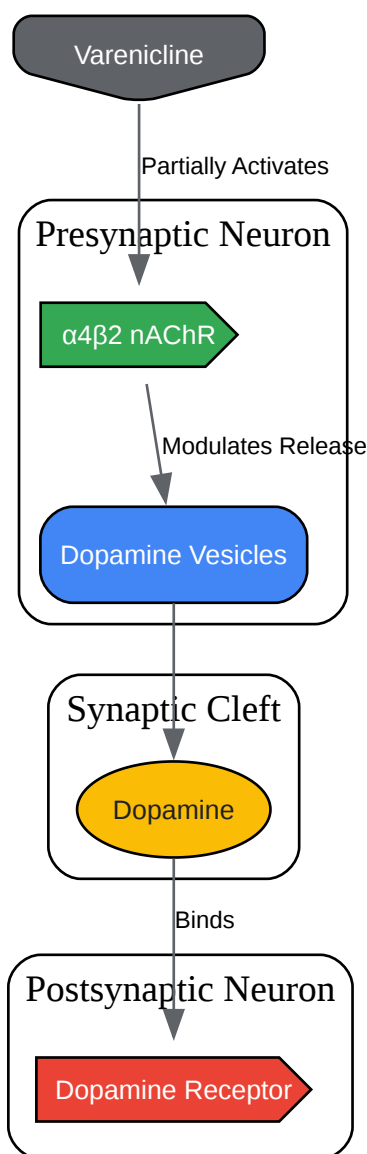 Varenicline
Partially Activates
Presynaptic Neuron
α4β2 nAChR
Modulates Release
Dopamine Vesicles
Synaptic Cleft
Dopamine
Binds
Postsynaptic Neuron
Dopamine Receptor